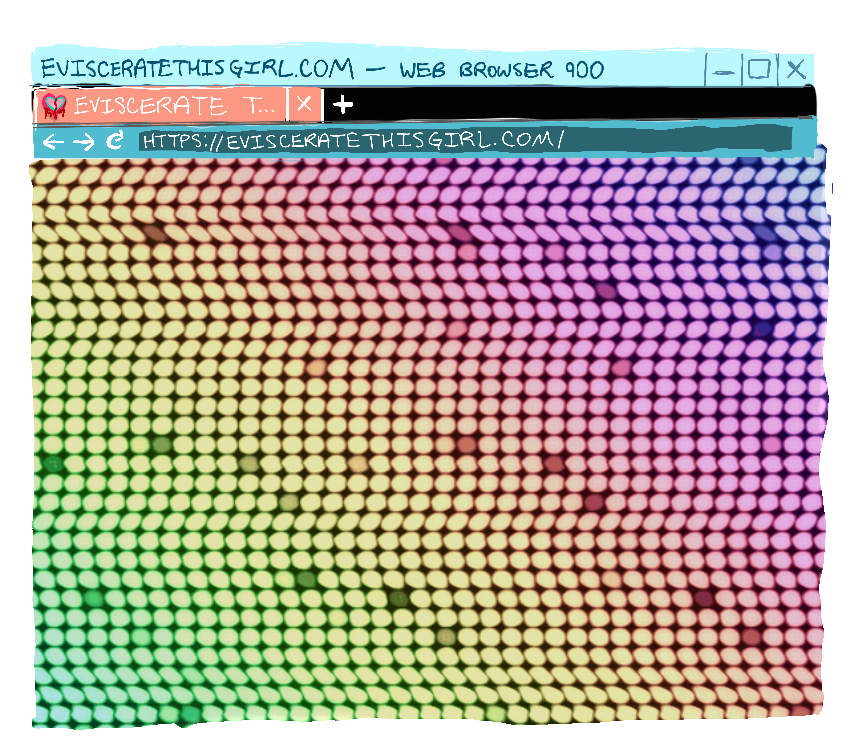 EVISCERATETHISGIRL.COM — WEB BROWSER 900
EVISCERATE T...
HTTPS://EVISCERATETHISGIRL.COM/